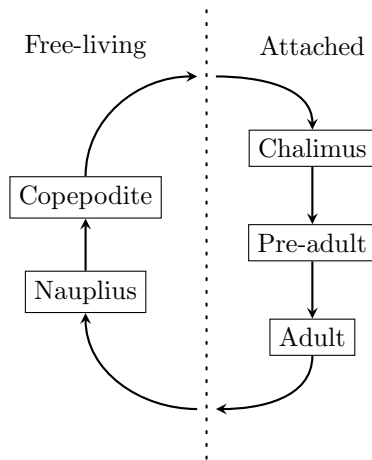 Free-living
Attached
Chalimus
Copepodite
Pre-adult
Nauplius
Adult